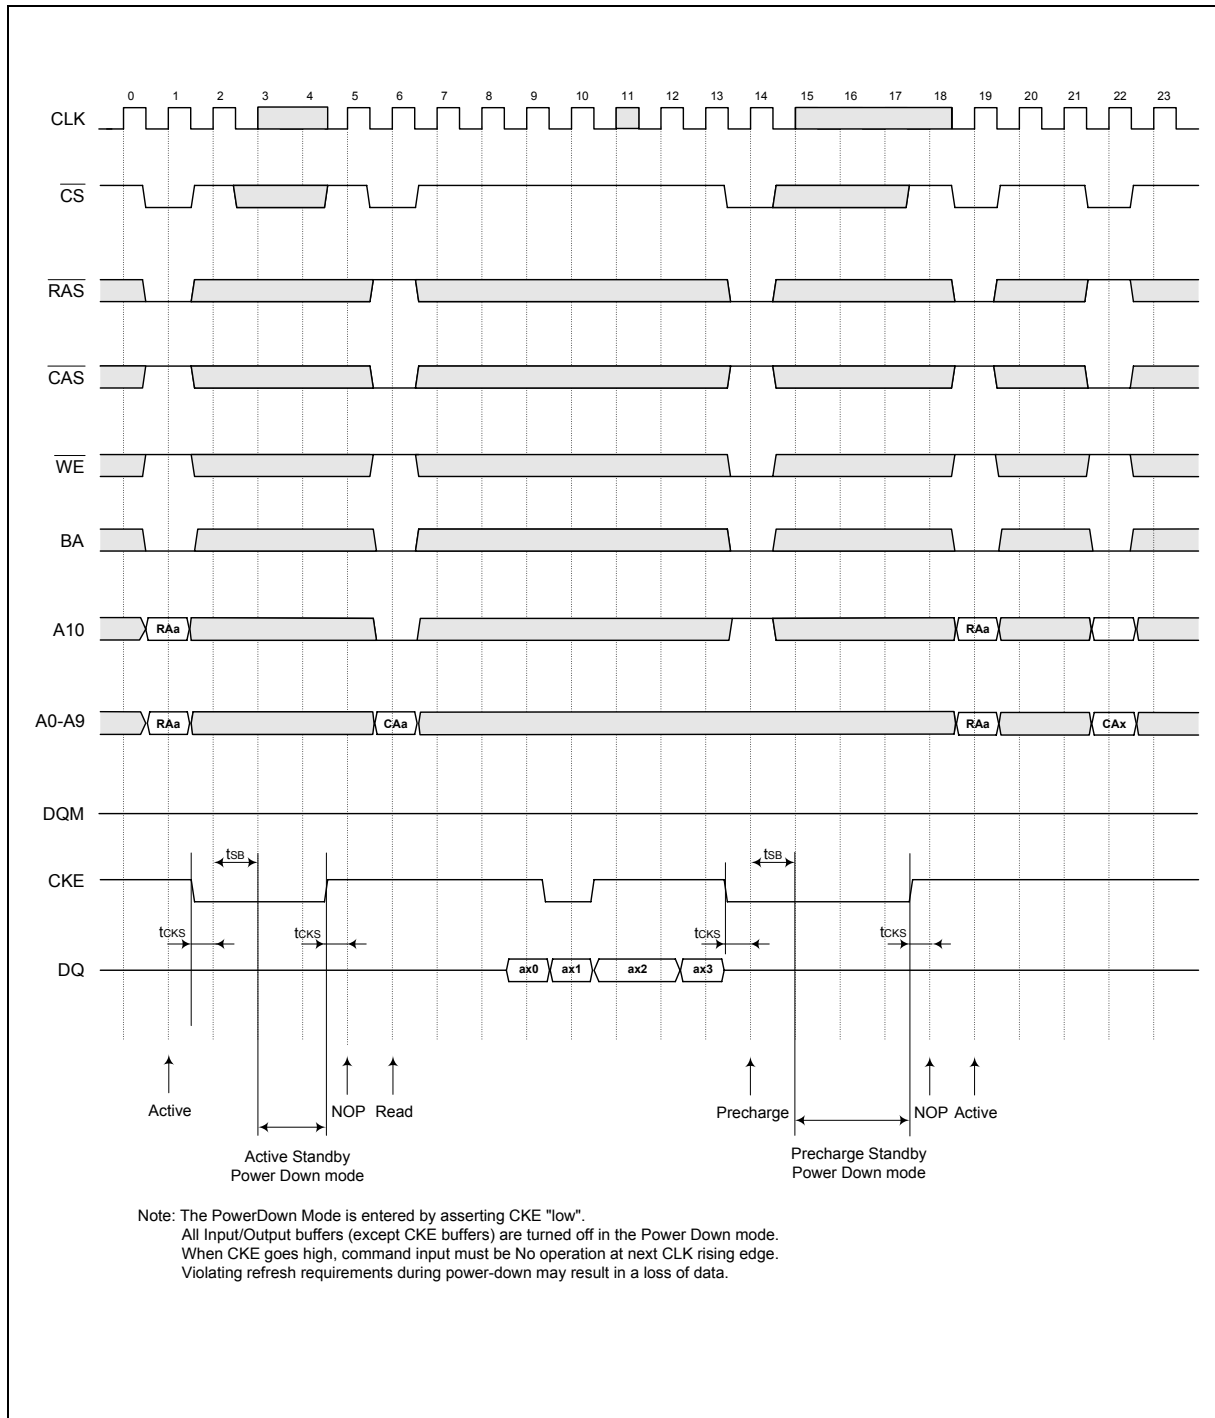 0 1 2 3 4 5 6 7 8 9 10 11 12 13 14 15 16 17 18 19 20 21 22 23
CLK
CS
RAS
CAS
WE
BA
A10 RAa RAa
A0-A9 RAa CAa RAa CAx
DQM
tSB tSB
CKE
tCKS tCKS tCKS tCKS
DQ ax0 ax1 ax2 ax3
Active NOP Read Precharge NOP Active
Active Standby
Power Down mode
Precharge Standby
Power Down mode
Note: The PowerDown Mode is entered by asserting CKE "low".
All Input/Output buffers (except CKE buffers) are turned off in the Power Down mode.
When CKE goes high, command input must be No operation at next CLK rising edge.
Violating refresh requirements during power-down may result in a loss of data.